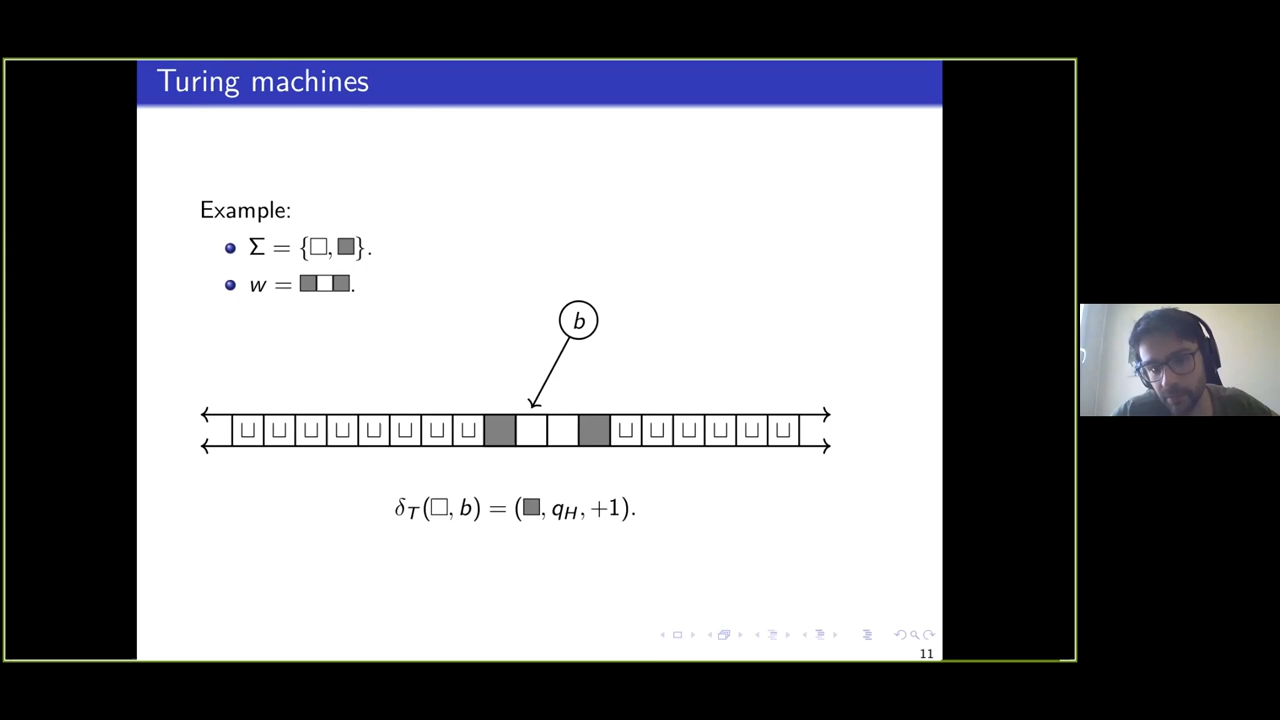 Turing machines
Example:
Σ = {□, ■}.
w = ■□■.
b
⊔ ⊔ ⊔ ⊔ ⊔ ⊔ ⊔ ⊔ ⊔ ⊔ ⊔ ⊔ ⊔ ⊔
δ_T(□, b) = (■, q_H, +1).
11